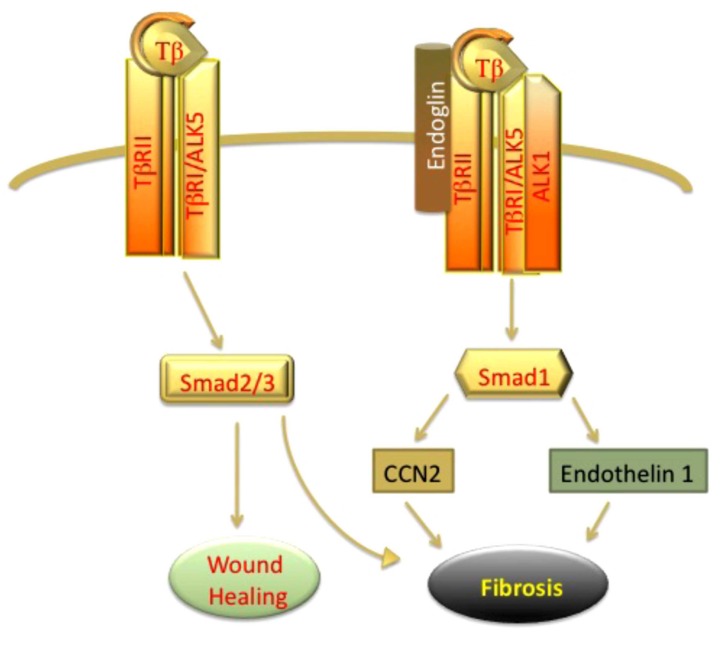 Tβ
TβRII
TβRI/ALK5
Endoglin
Tβ
TβRII
TβRI/ALK5
ALK1
Smad2/3
Smad1
CCN2
Endothelin 1
Wound
Healing
Fibrosis